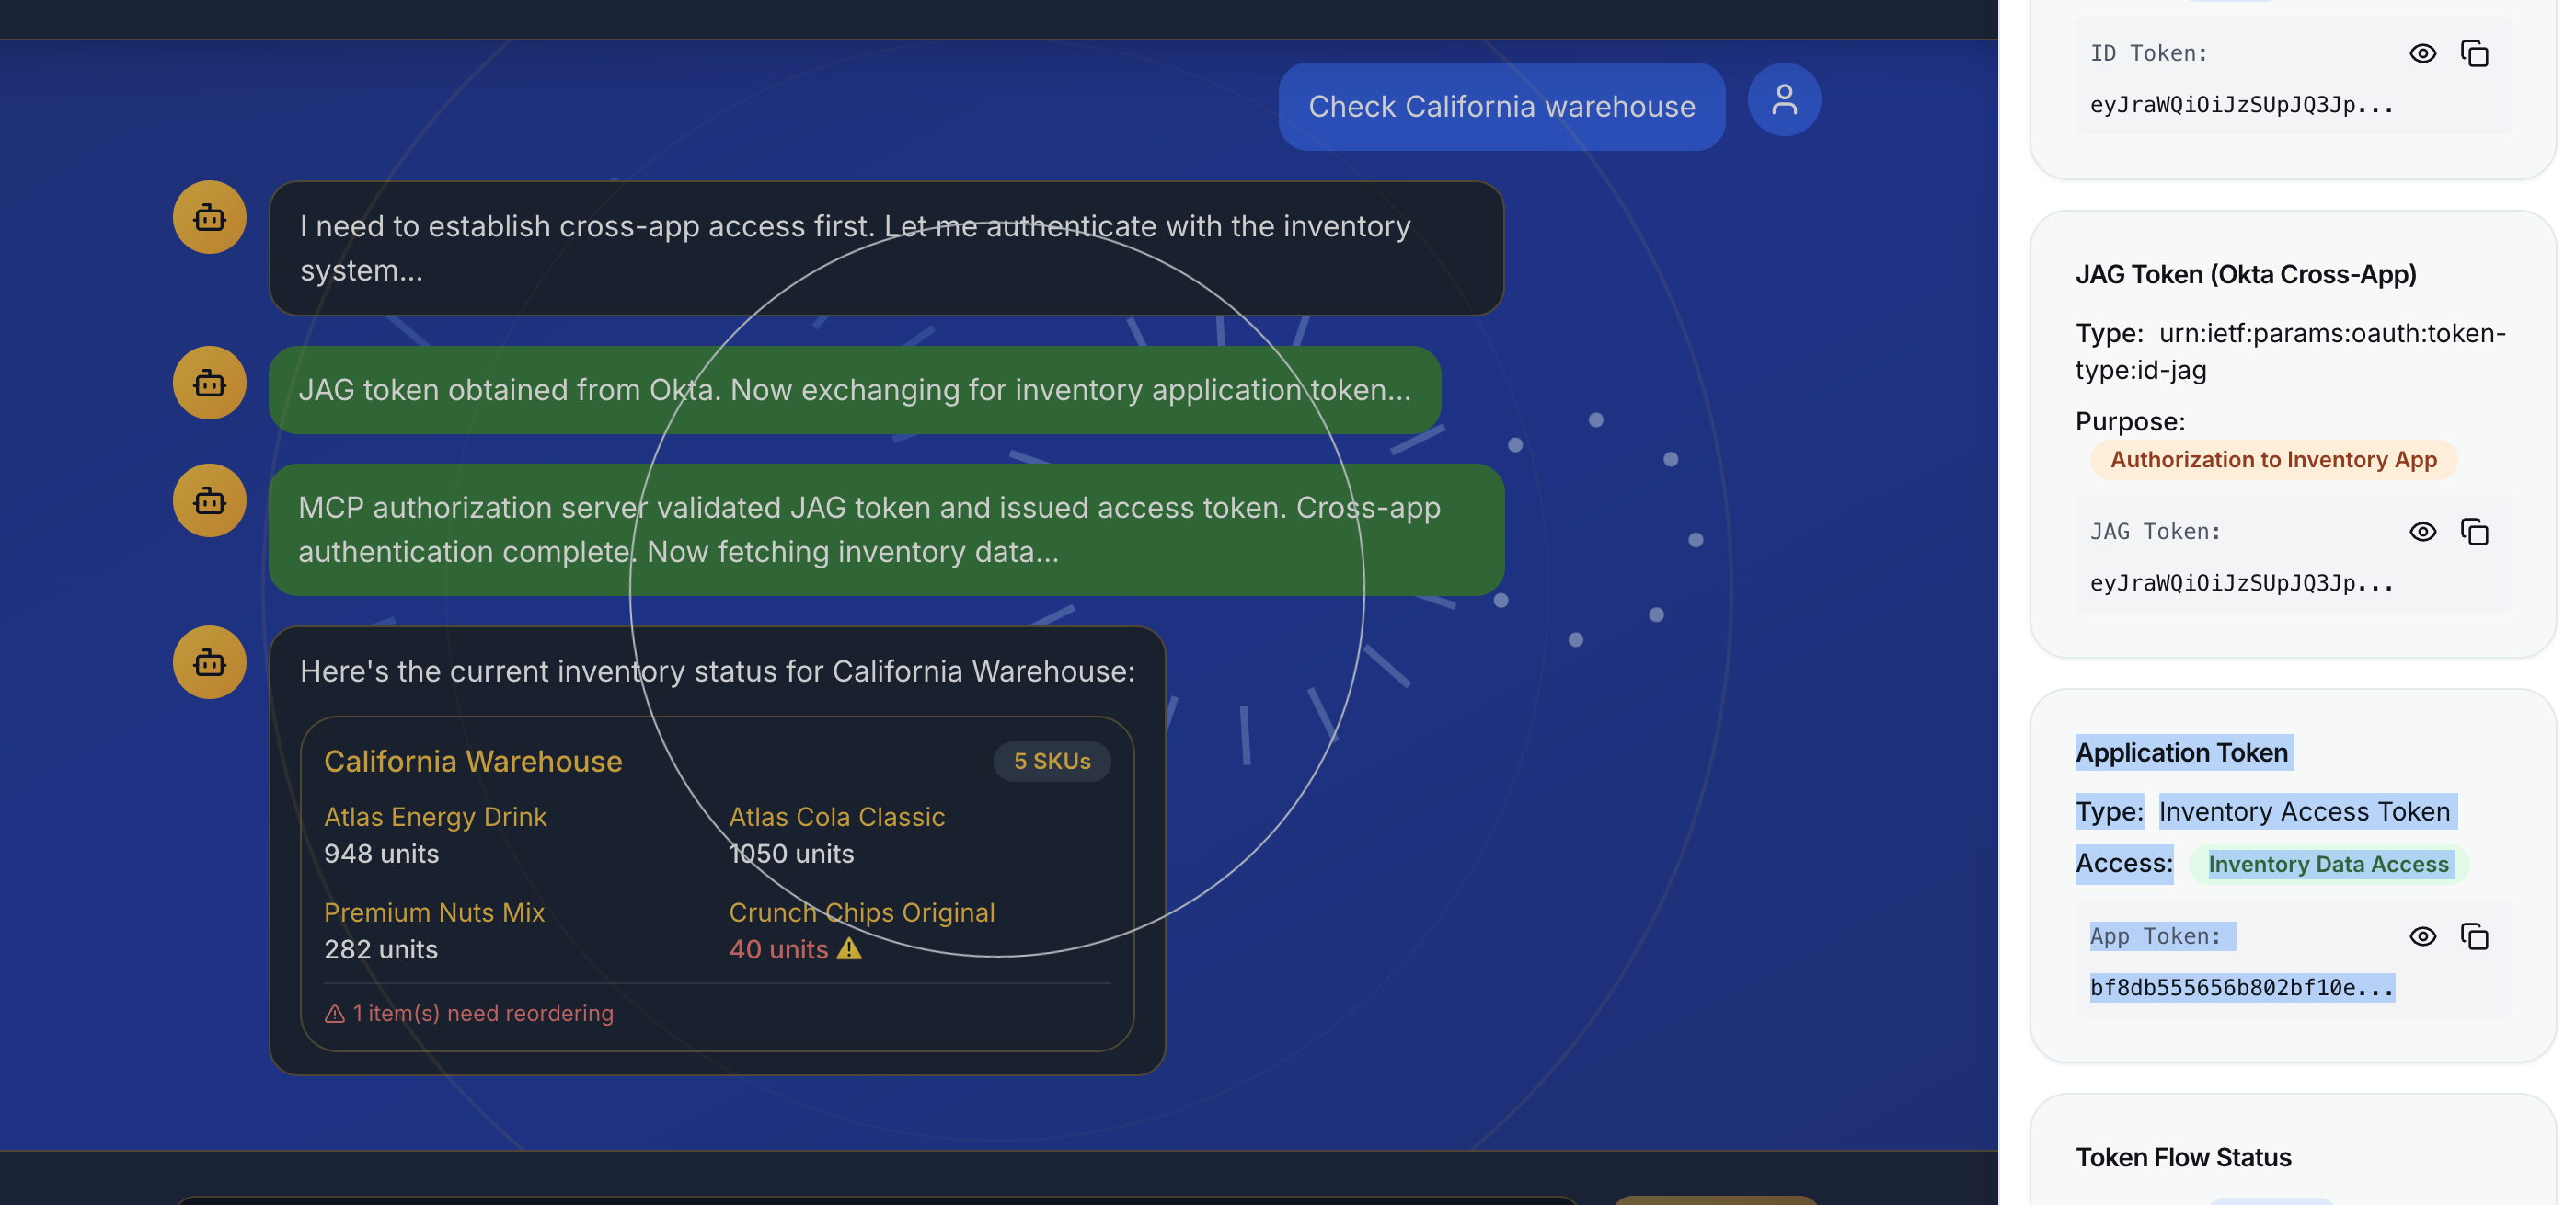 Check California warehouse
I need to establish cross-app access first. Let me authenticate with the inventory
system...
JAG token obtained from Okta. Now exchanging for inventory application token...
MCP authorization server validated JAG token and issued access token. Cross-app
authentication complete. Now fetching inventory data...
Here's the current inventory status for California Warehouse:
California Warehouse
5 SKUs
Atlas Energy Drink
948 units
Atlas Cola Classic
1050 units
Premium Nuts Mix
282 units
Crunch Chips Original
40 units
1 item(s) need reordering
ID Token:
eyJraWQiOiJzSUpJQ3Jp...
JAG Token (Okta Cross-App)
Type: urn:ietf:params:oauth:token-
type:id-jag
Purpose:
Authorization to Inventory App
JAG Token:
eyJraWQiOiJzSUpJQ3Jp...
Application Token
Type: Inventory Access Token
Access: Inventory Data Access
App Token:
bf8db555656b802bf10e...
Token Flow Status